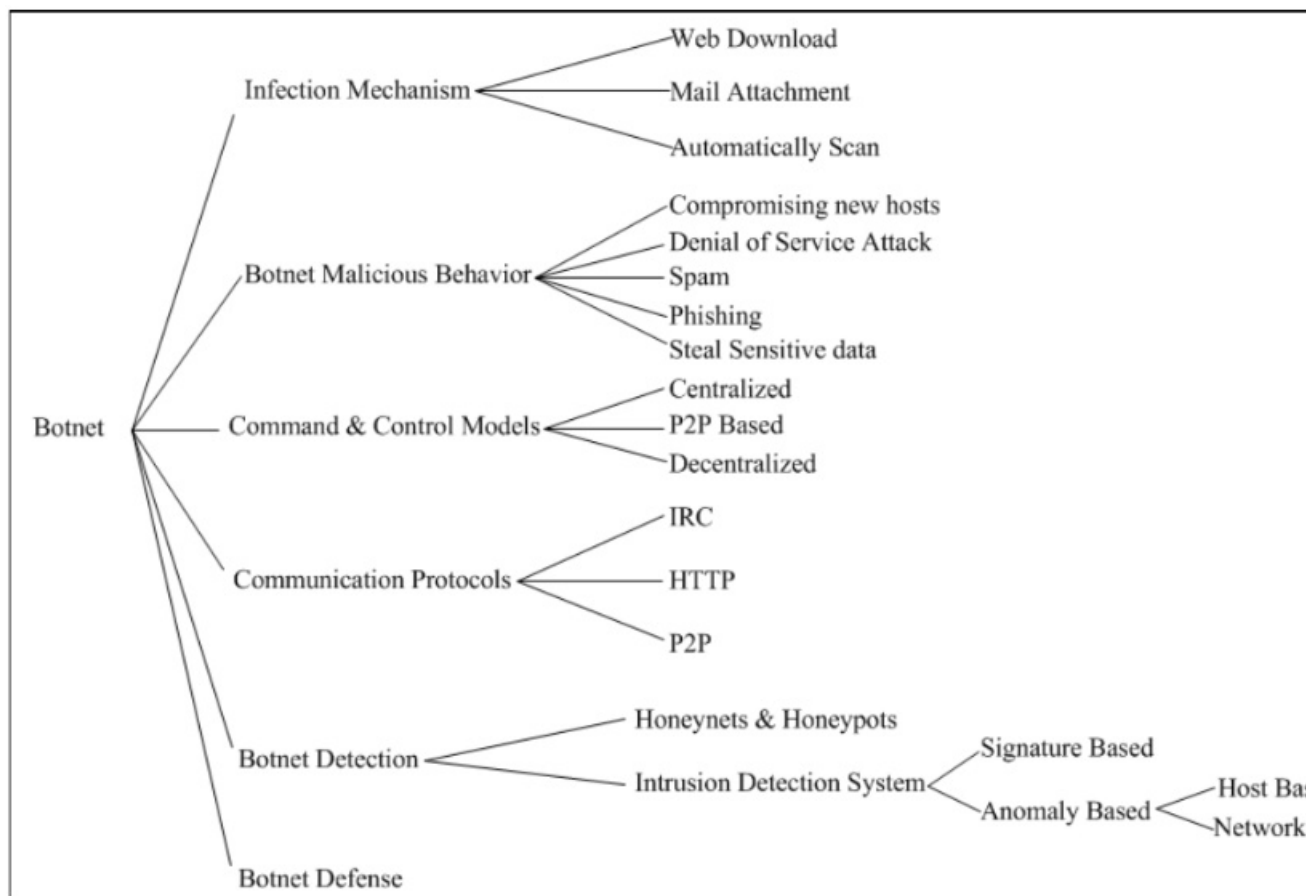 Web Download
Infection Mechanism
Mail Attachment
Automatically Scan
Compromising new hosts
Denial of Service Attack
Botnet Malicious Behavior
Spam
Phishing
Steal Sensitive data
Centralized
Botnet
Command & Control Models
P2P Based
Decentralized
IRC
Communication Protocols
HTTP
P2P
Honeynets & Honeypots
Botnet Detection
Signature Based
Intrusion Detection System
Anomaly Based
Host Bas
Network
Botnet Defense